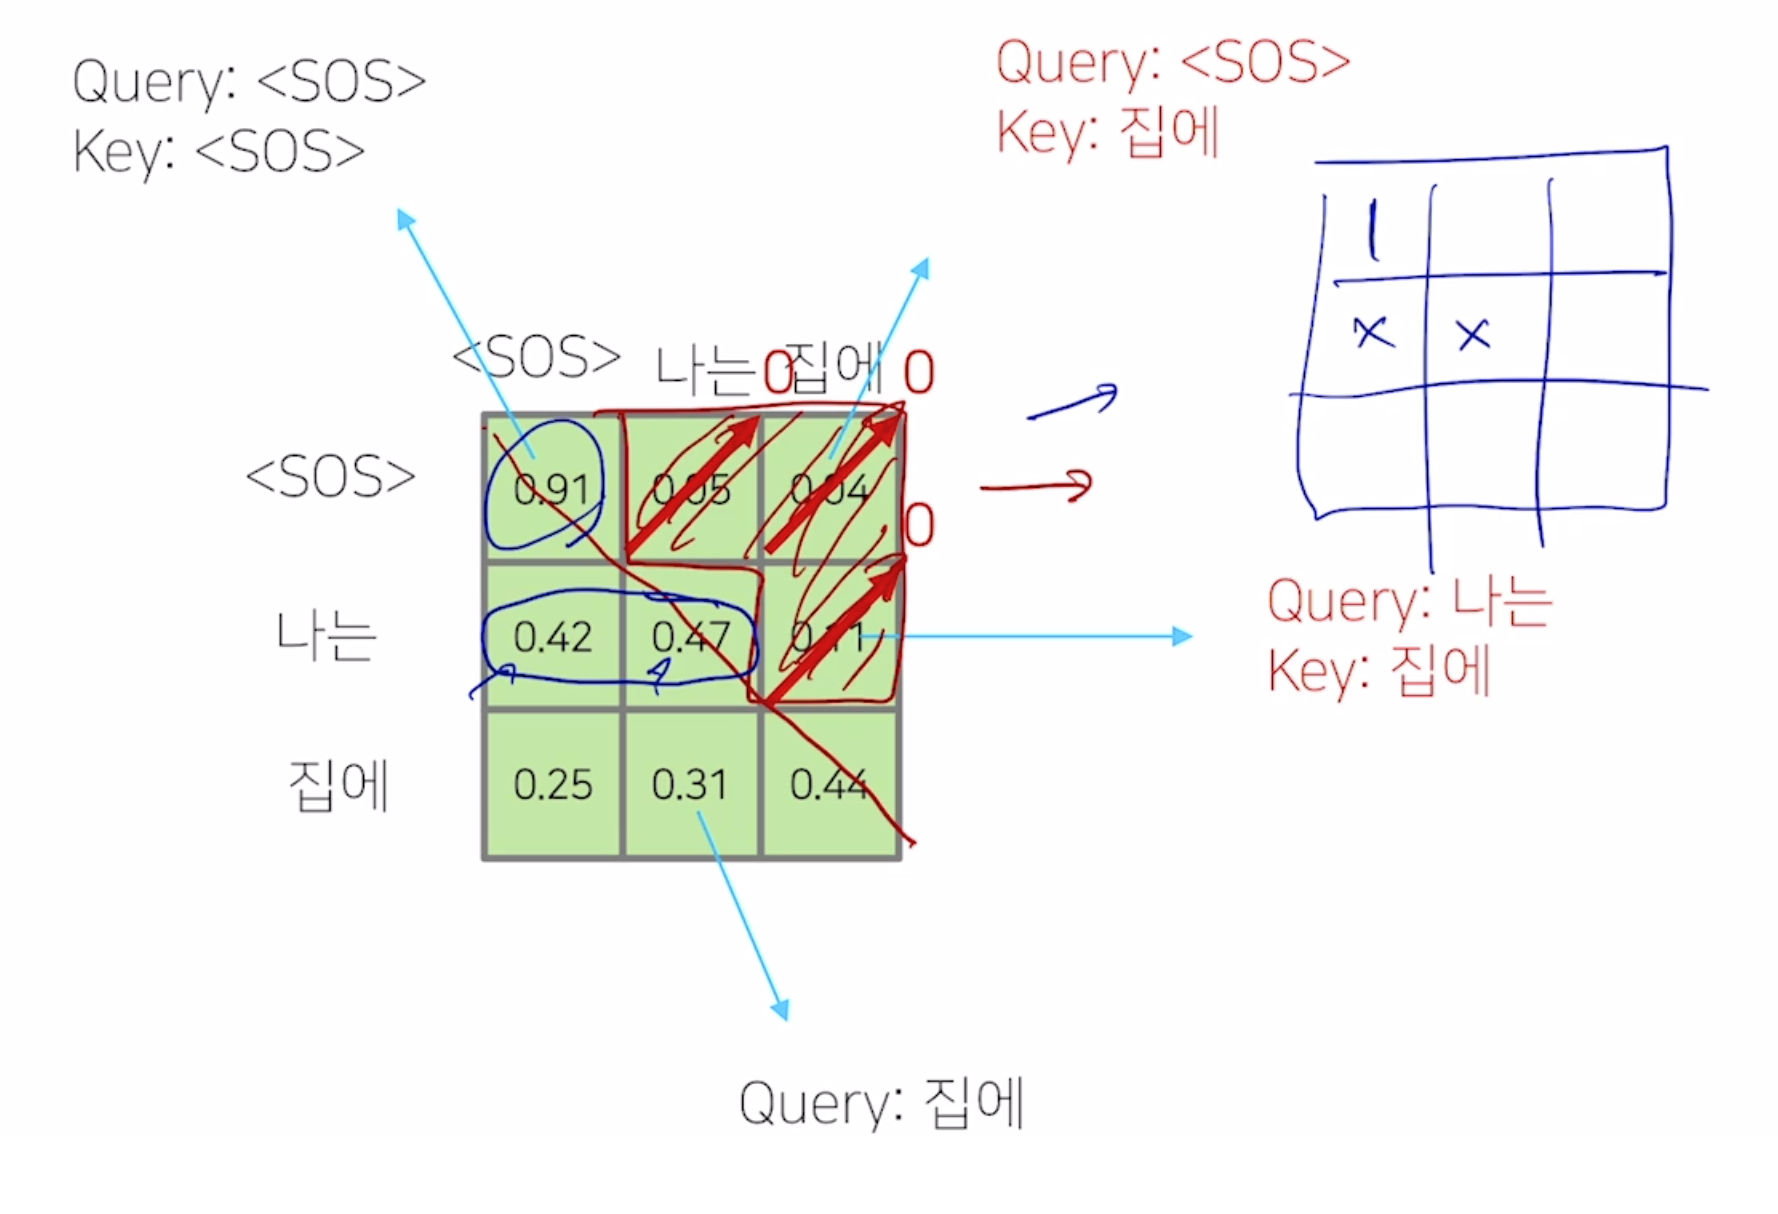 Query: <SOS>
Key: <SOS>
Query: <SOS>
Key: 집에
<SOS> 나는 0 집에 0
<SOS> 0.91 0.05 0.04
0
나는 0.42 0.47 0.11
집에 0.25 0.31 0.44
1
x x
Query: 나는
Key: 집에
Query: 집에